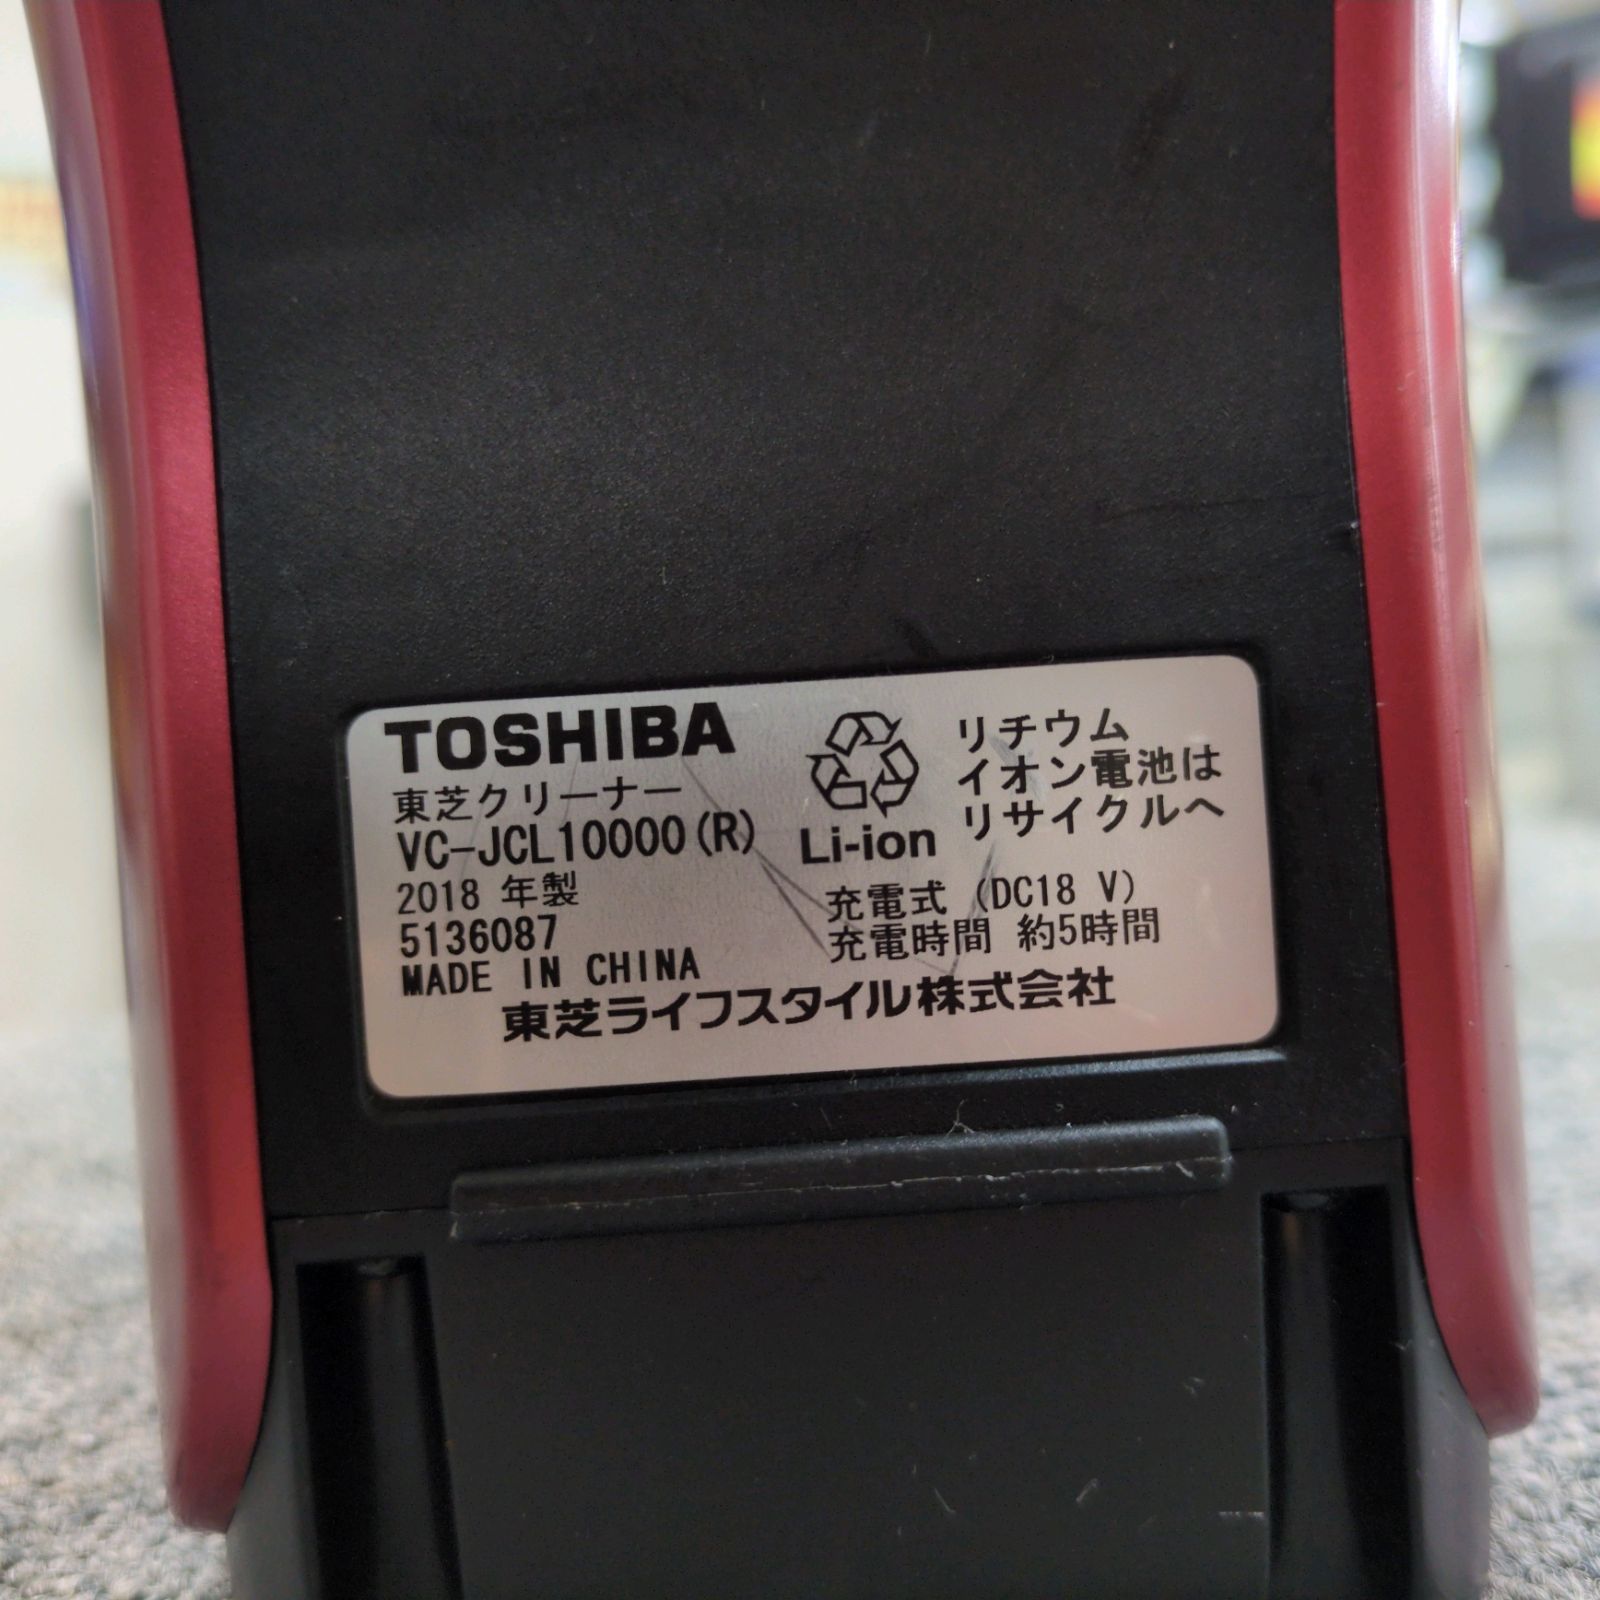 TOSHIBA
東芝クリーナー
VC-JCL10000(R)
2018 年製
5136087
MADE IN CHINA
Li-ion
リチウム
イオン電池は
リサイクルへ
充電式 (DC18 V)
充電時間 約5時間
東芝ライフスタイル株式会社